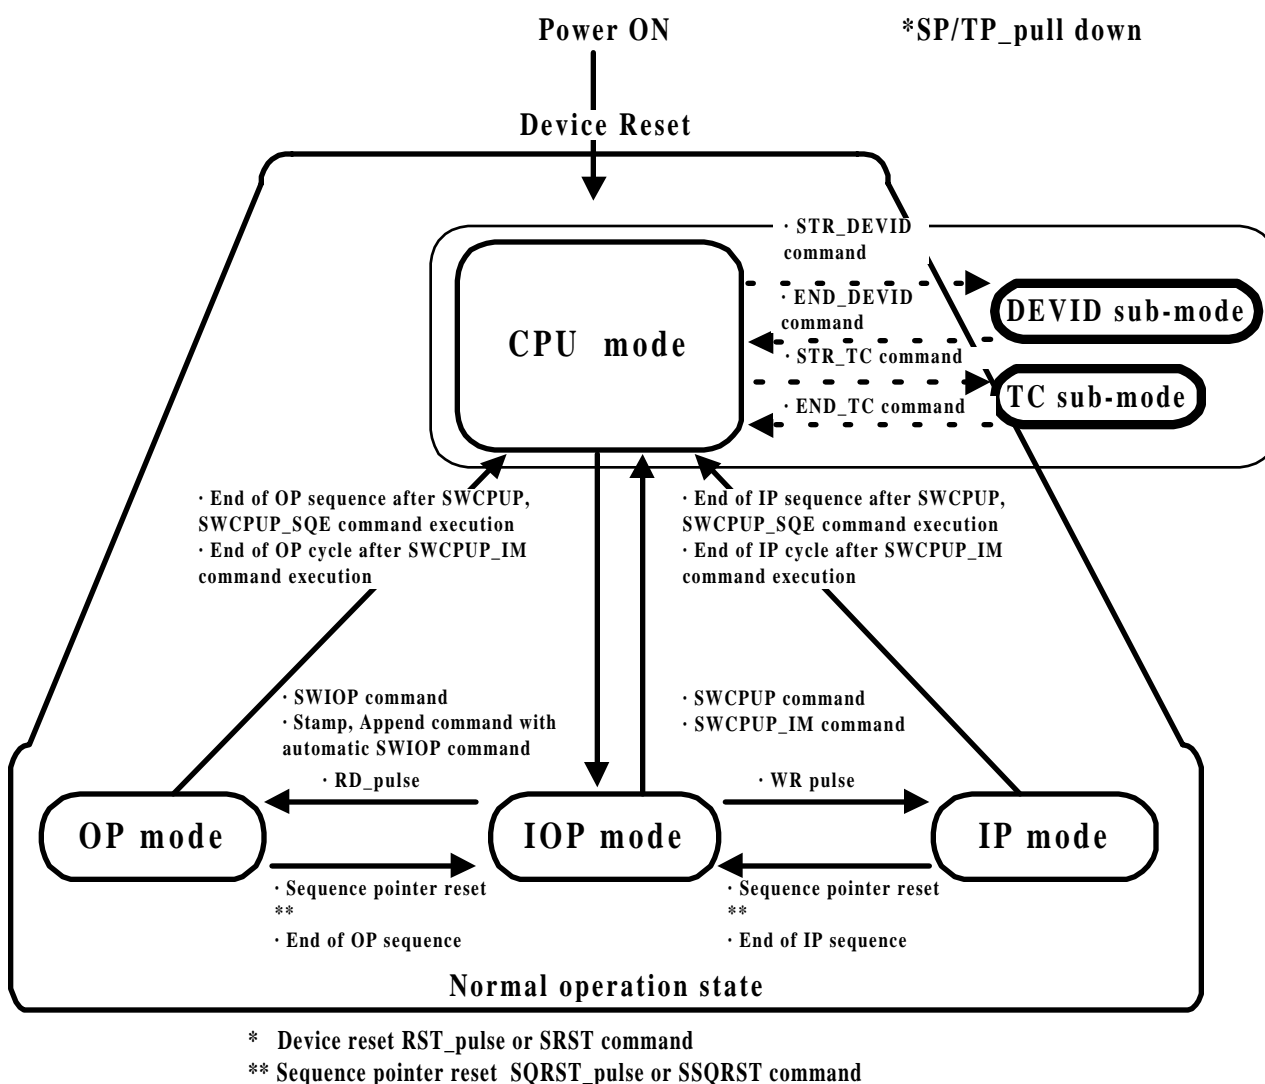 Power ON
*SP/TP_pull down
Device Reset
· STR_DEVID
command
· END_DEVID
command
DEVID sub-mode
CPU mode
· STR_TC command
TC sub-mode
· END_TC command
· End of OP sequence after SWCPUP,
SWCPUP_SQE command execution
· End of OP cycle after SWCPUP_IM
command execution
· End of IP sequence after SWCPUP,
SWCPUP_SQE command execution
· End of IP cycle after SWCPUP_IM
command execution
· SWIOP command
· Stamp, Append command with
automatic SWIOP command
· SWCPUP command
· SWCPUP_IM command
· RD_pulse
· WR pulse
OP mode
IOP mode
IP mode
· Sequence pointer reset
**
· End of OP sequence
· Sequence pointer reset
**
· End of IP sequence
Normal operation state
* Device reset RST_pulse or SRST command
** Sequence pointer reset SQRST_pulse or SSQRST command